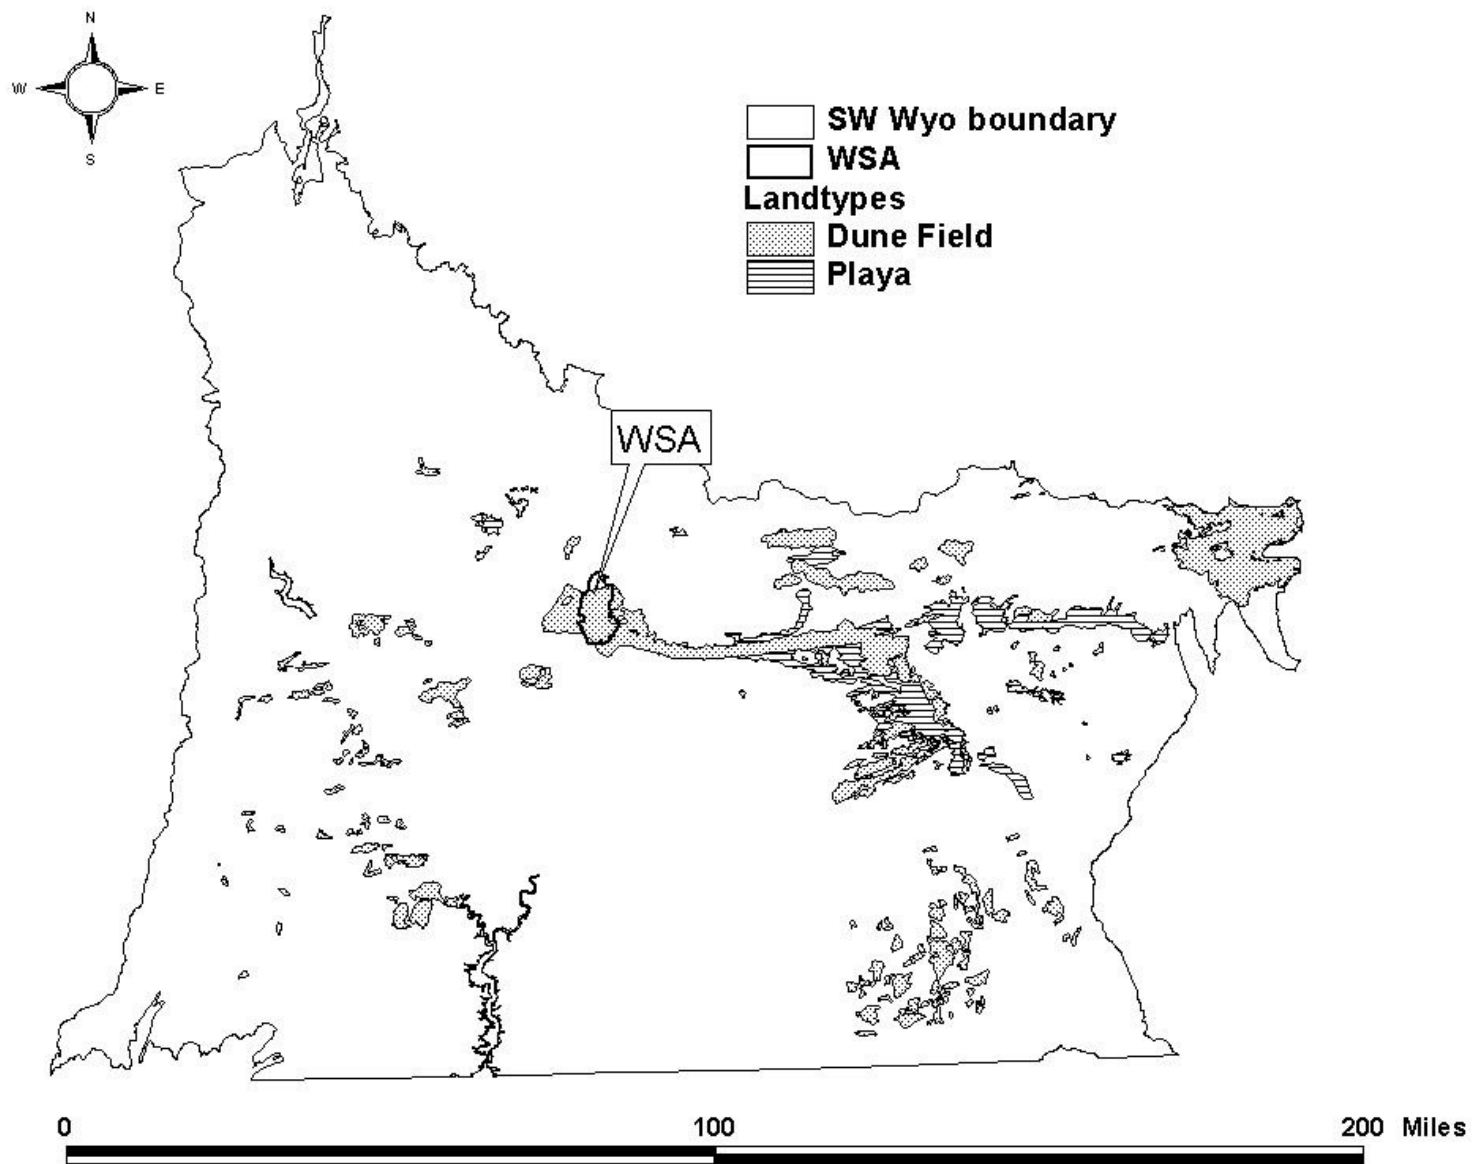 N
W E
S
SW Wyo boundary
WSA
Landtypes
Dune Field
Playa
WSA
0 100 200 Miles